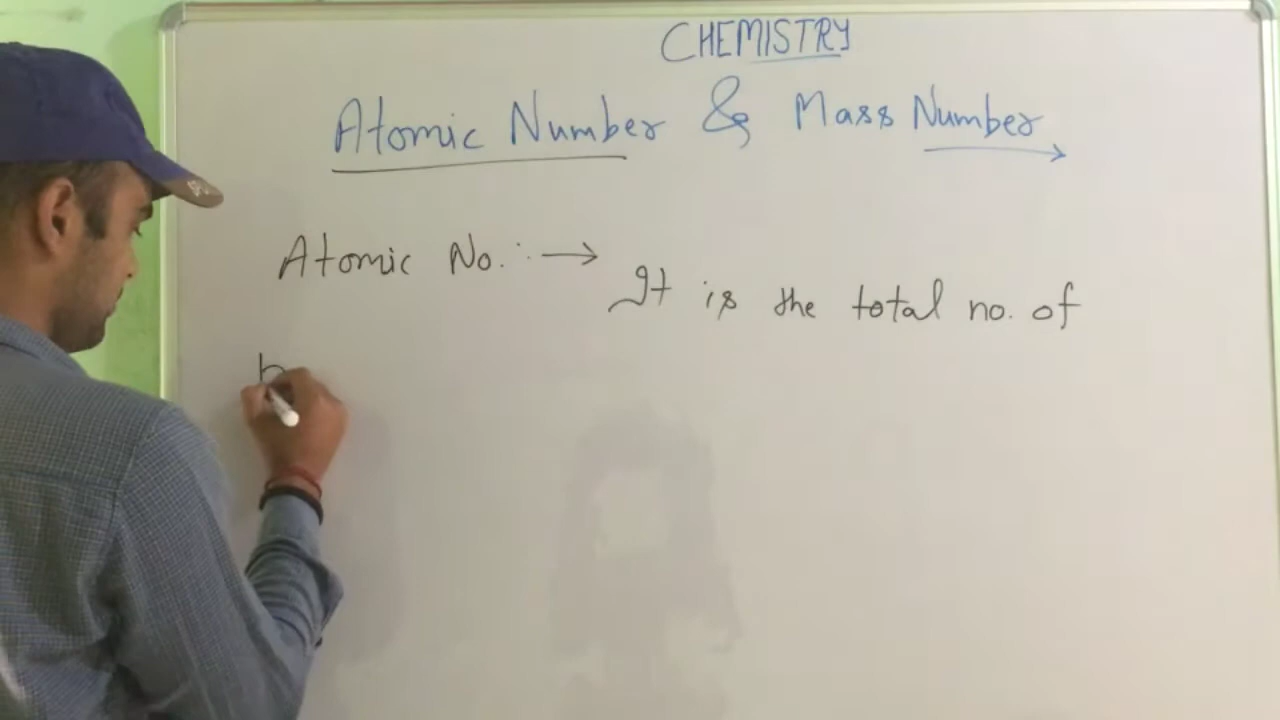 CHEMISTRY
Atomic Number & Mass Number
Atomic No. :→
It is the total no. of